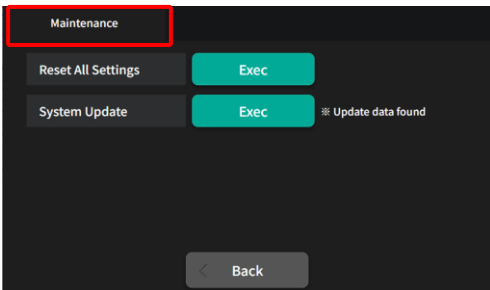 Maintenance
Reset All Settings Exec
System Update Exec ※ Update data found
Back